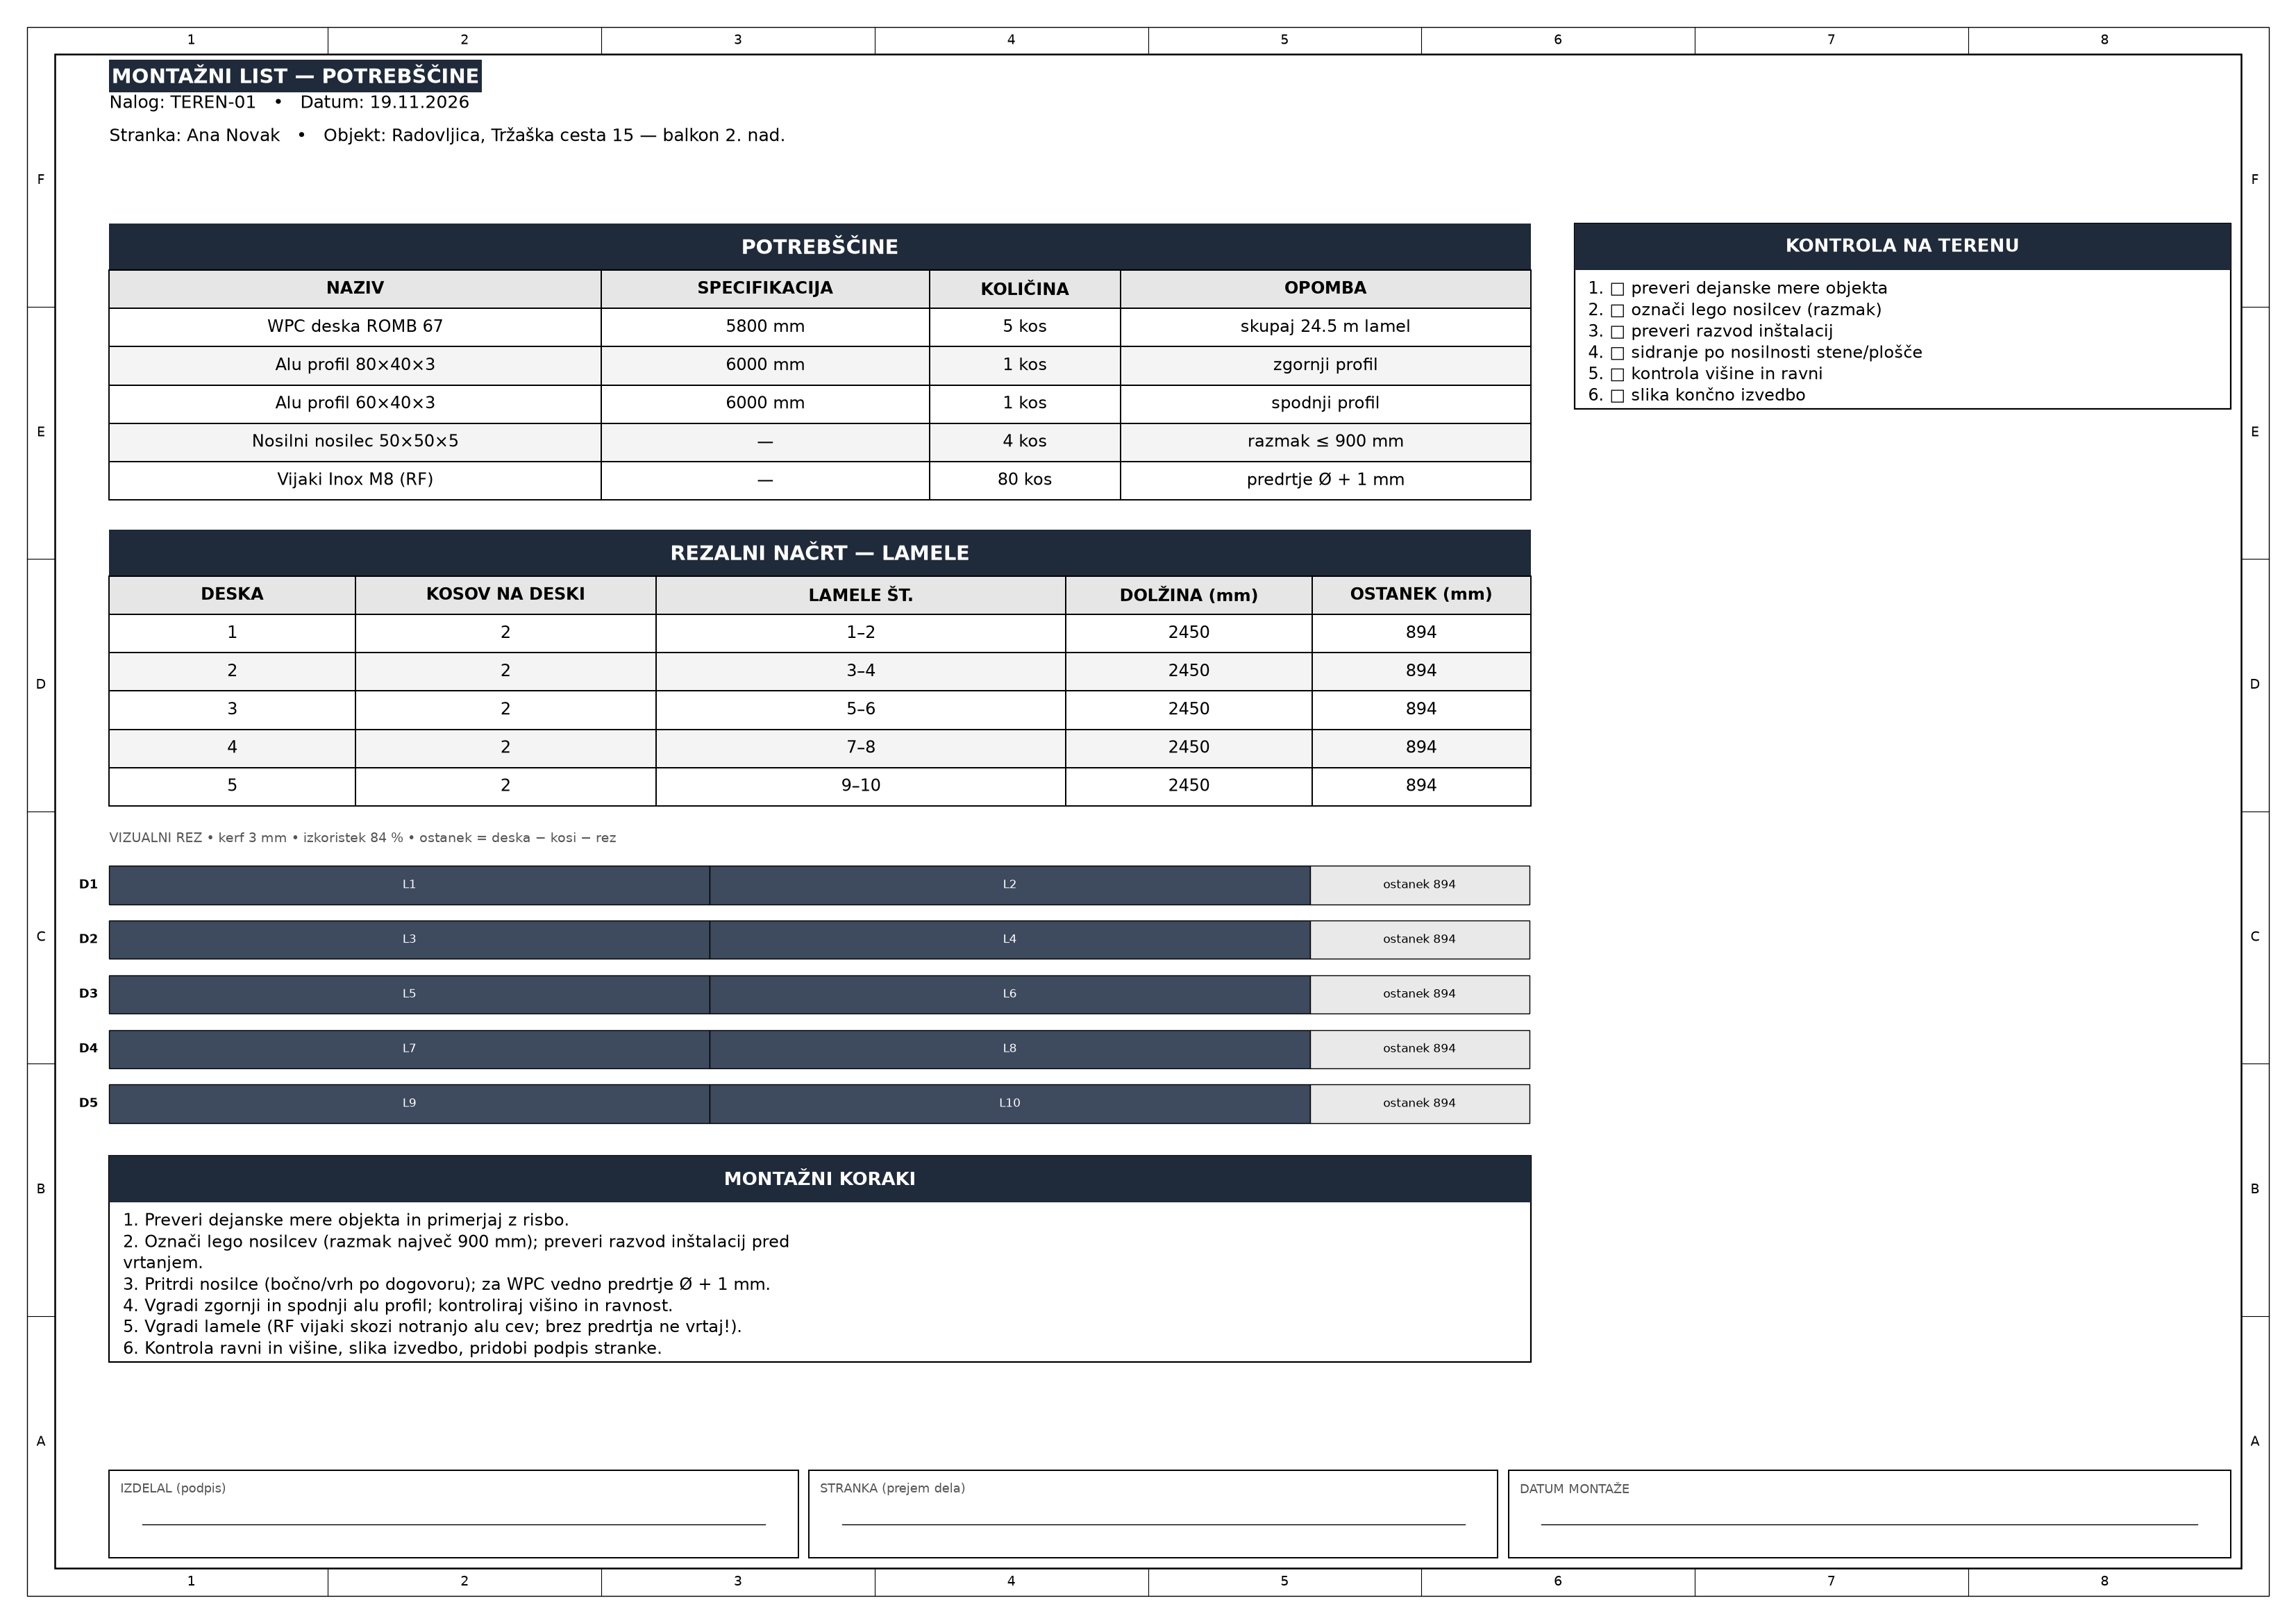 1 2 3 4 5 6 7 8
MONTAŽNI LIST — POTREBŠČINE
Nalog: TEREN-01 • Datum: 19.11.2026
Stranka: Ana Novak • Objekt: Radovljica, Tržaška cesta 15 — balkon 2. nad.
F F
POTREBŠČINE
NAZIV SPECIFIKACIJA KOLIČINA OPOMBA
WPC deska ROMB 67 5800 mm 5 kos skupaj 24.5 m lamel
Alu profil 80×40×3 6000 mm 1 kos zgornji profil
Alu profil 60×40×3 6000 mm 1 kos spodnji profil
Nosilni nosilec 50×50×5 — 4 kos razmak ≤ 900 mm
Vijaki Inox M8 (RF) — 80 kos predrtje Ø + 1 mm
KONTROLA NA TERENU
1. □ preveri dejanske mere objekta
2. □ označi lego nosilcev (razmak)
3. □ preveri razvod inštalacij
4. □ sidranje po nosilnosti stene/plošče
5. □ kontrola višine in ravni
6. □ slika končno izvedbo
E E
REZALNI NAČRT — LAMELE
DESKA KOSOV NA DESKI LAMELE ŠT. DOLŽINA (mm) OSTANEK (mm)
1 2 1–2 2450 894
2 2 3–4 2450 894
3 2 5–6 2450 894
4 2 7–8 2450 894
5 2 9–10 2450 894
D D
VIZUALNI REZ • kerf 3 mm • izkoristek 84 % • ostanek = deska − kosi − rez
D1 L1 L2 ostanek 894
D2 L3 L4 ostanek 894
D3 L5 L6 ostanek 894
D4 L7 L8 ostanek 894
D5 L9 L10 ostanek 894
C C
MONTAŽNI KORAKI
1. Preveri dejanske mere objekta in primerjaj z risbo.
2. Označi lego nosilcev (razmak največ 900 mm); preveri razvod inštalacij pred
vrtanjem.
3. Pritrdi nosilce (bočno/vrh po dogovoru); za WPC vedno predrtje Ø + 1 mm.
4. Vgradi zgornji in spodnji alu profil; kontroliraj višino in ravnost.
5. Vgradi lamele (RF vijaki skozi notranjo alu cev; brez predrtja ne vrtaj!).
6. Kontrola ravni in višine, slika izvedbo, pridobi podpis stranke.
B B
A A
IZDELAL (podpis)
STRANKA (prejem dela)
DATUM MONTAŽE
1 2 3 4 5 6 7 8